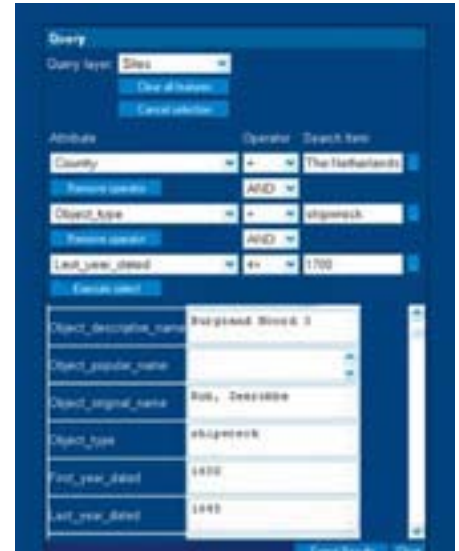 Query
Query layer: Sites
Clear all features
Cancel selection
Attribute Operator Search item
Country = The Netherlands
Remove operator AND
Object_type = shipwreck
Remove operator AND
Last_year_dated 1700
Execute select
Object_descriptive_name Burgzand Noord 3
Object_popular_name
Object_original_name
Object_type shipwreck
First_year_dated
Last_year_dated